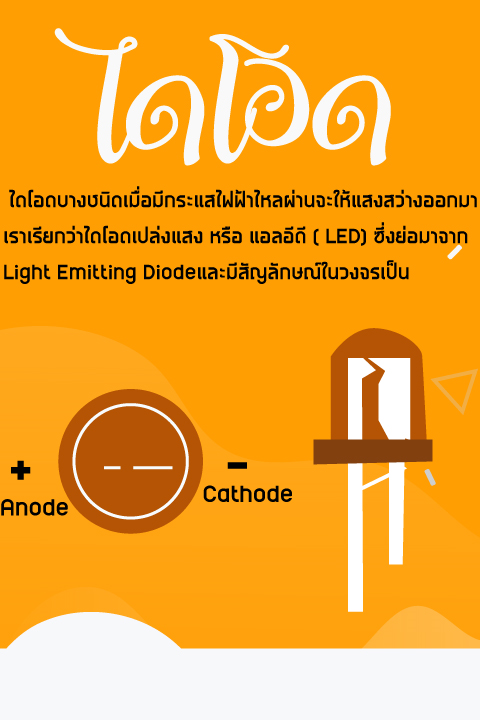 ไดโอด
ไดโอดบางชนิดเมื่อมีกระแสไฟฟ้าไหลผ่านจะให้แสงสว่างออกมา
เราเรียกว่าไดโอดเปล่งแสง หรือ แอลอีดี ( LED) ซึ่งย่อมาจาก
Light Emitting Diodeและมีสัญลักษณ์ในวงจรเป็น
+ -
Cathode
Anode